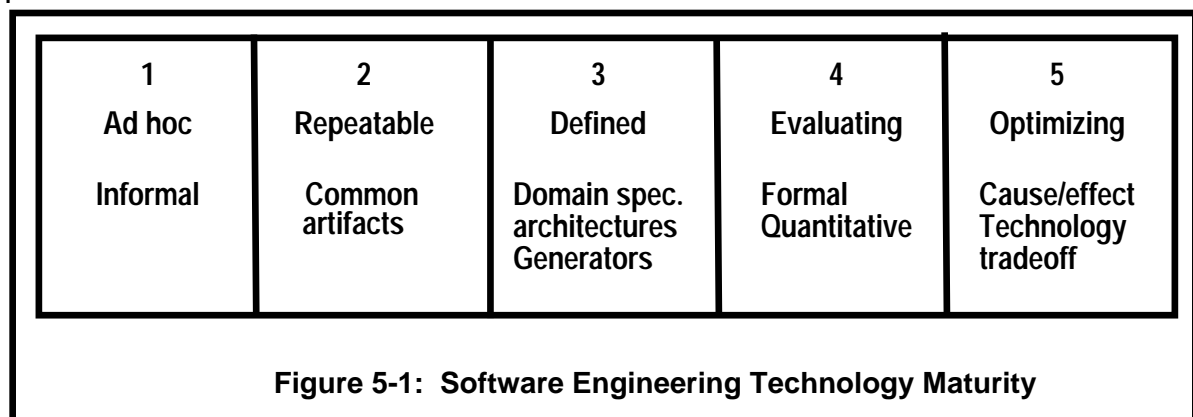 1
Ad hoc
Informal
2
Repeatable
Common
artifacts
3
Defined
Domain spec.
architectures
Generators
4
Evaluating
Formal
Quantitative
5
Optimizing
Cause/effect
Technology
tradeoff
Figure 5-1: Software Engineering Technology Maturity